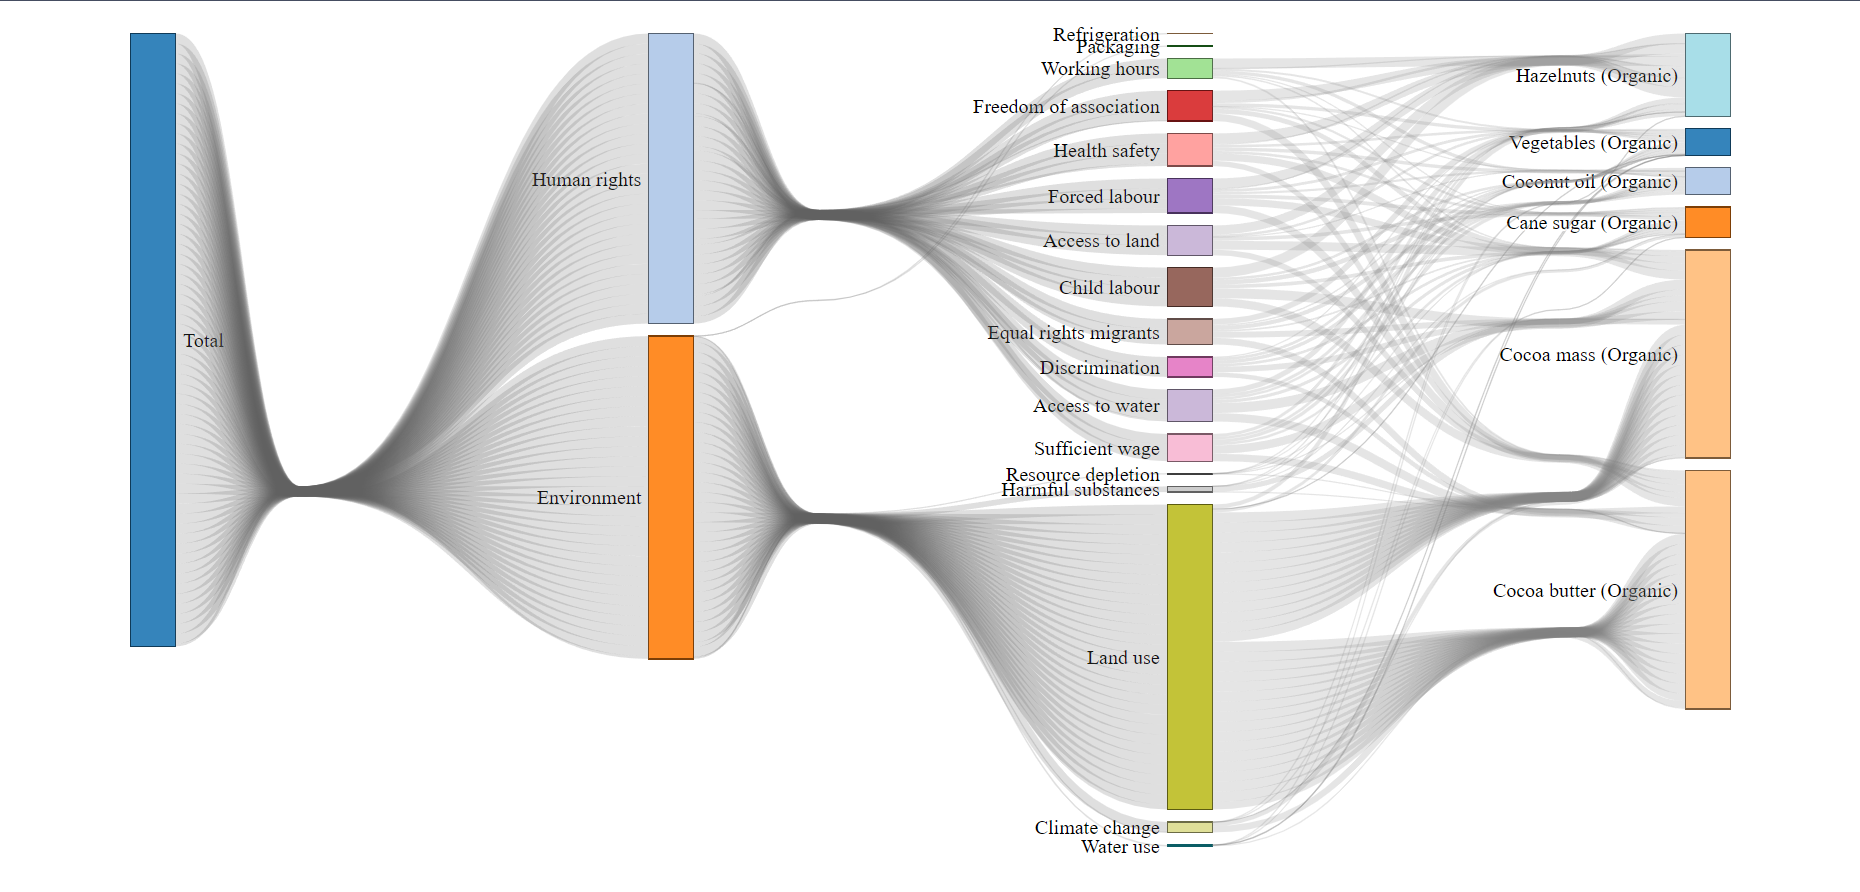 Total
Human rights
Environment
Refrigeration
Packaging
Working hours
Freedom of association
Health safety
Forced labour
Access to land
Child labour
Equal rights migrants
Discrimination
Access to water
Sufficient wage
Resource depletion
Harmful substances
Land use
Climate change
Water use
Hazelnuts (Organic)
Vegetables (Organic)
Coconut oil (Organic)
Cane sugar (Organic)
Cocoa mass (Organic)
Cocoa butter (Organic)